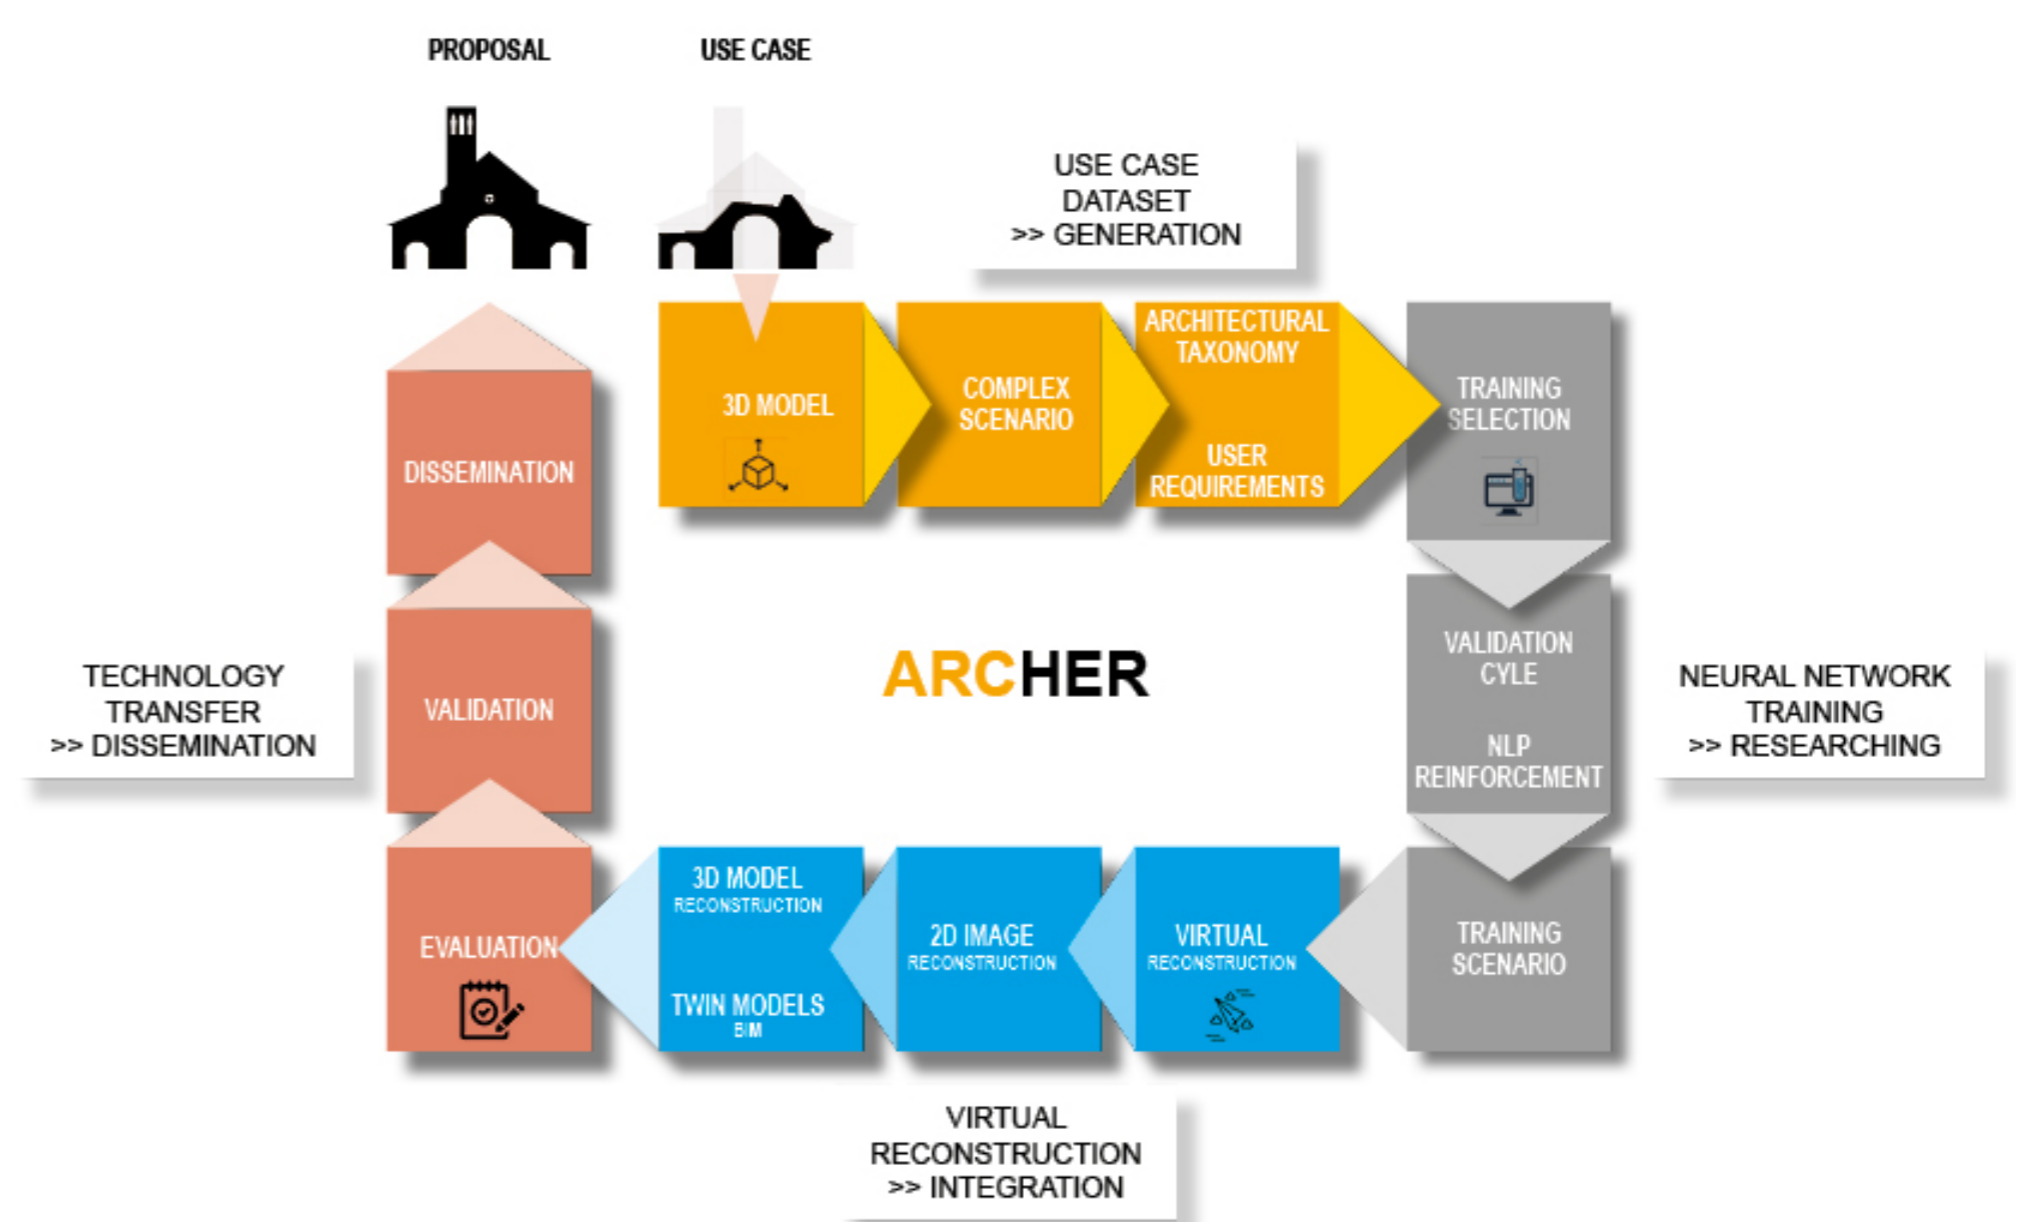 PROPOSAL
USE CASE
USE CASE
DATASET
>> GENERATION
3D MODEL
COMPLEX
SCENARIO
ARCHITECTURAL
TAXONOMY
USER
REQUIREMENTS
TRAINING
SELECTION
VALIDATION
CYLE
NLP
REINFORCEMENT
NEURAL NETWORK
TRAINING
>> RESEARCHING
TRAINING
SCENARIO
VIRTUAL
RECONSTRUCTION
2D IMAGE
RECONSTRUCTION
3D MODEL
RECONSTRUCTION
TWIN MODELS
BIM
VIRTUAL
RECONSTRUCTION
>> INTEGRATION
EVALUATION
VALIDATION
DISSEMINATION
TECHNOLOGY
TRANSFER
>> DISSEMINATION
ARCHER